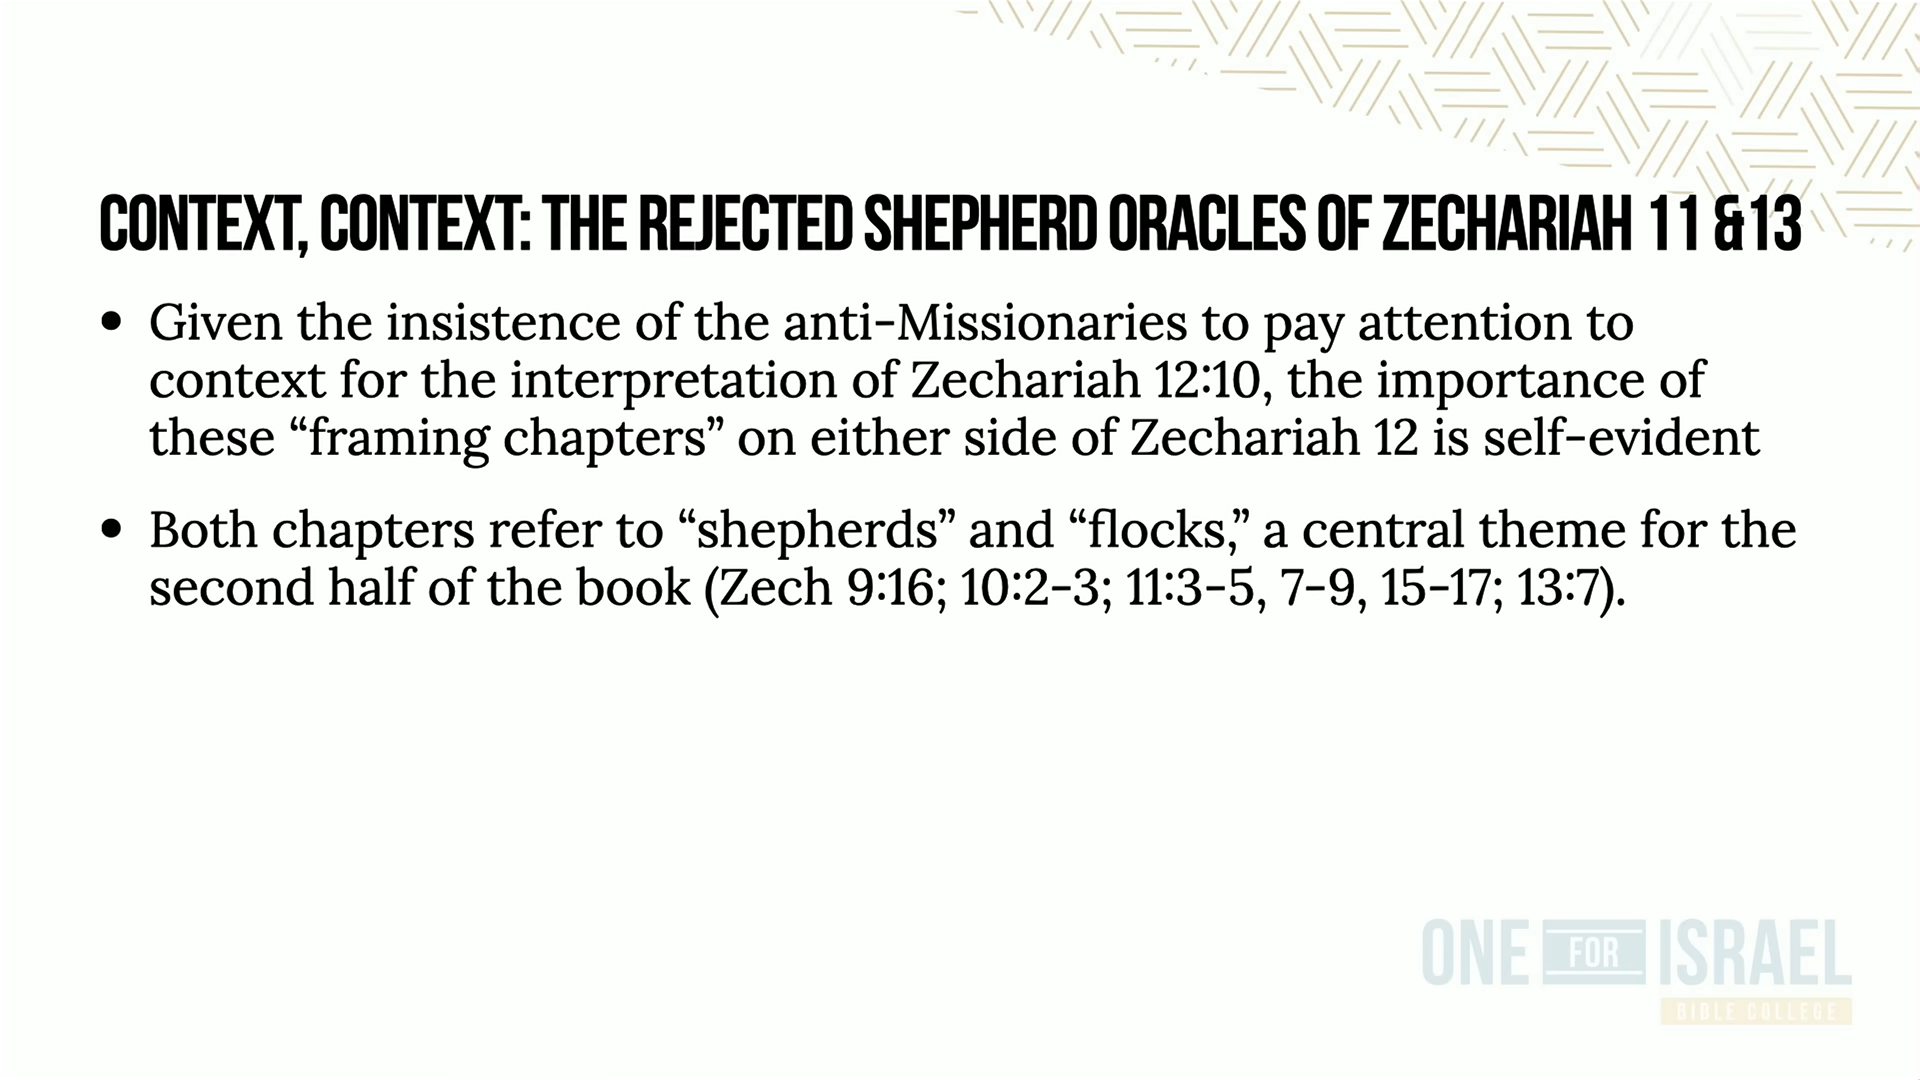 CONTEXT, CONTEXT: THE REJECTED SHEPHERD ORACLES OF ZECHARIAH 11 &13
• Given the insistence of the anti-Missionaries to pay attention to
context for the interpretation of Zechariah 12:10, the importance of
these “framing chapters” on either side of Zechariah 12 is self-evident
• Both chapters refer to “shepherds” and “flocks,” a central theme for the
second half of the book (Zech 9:16; 10:2-3; 11:3-5, 7-9, 15-17; 13:7).
ONE FOR ISRAEL
BIBLE COLLEGE